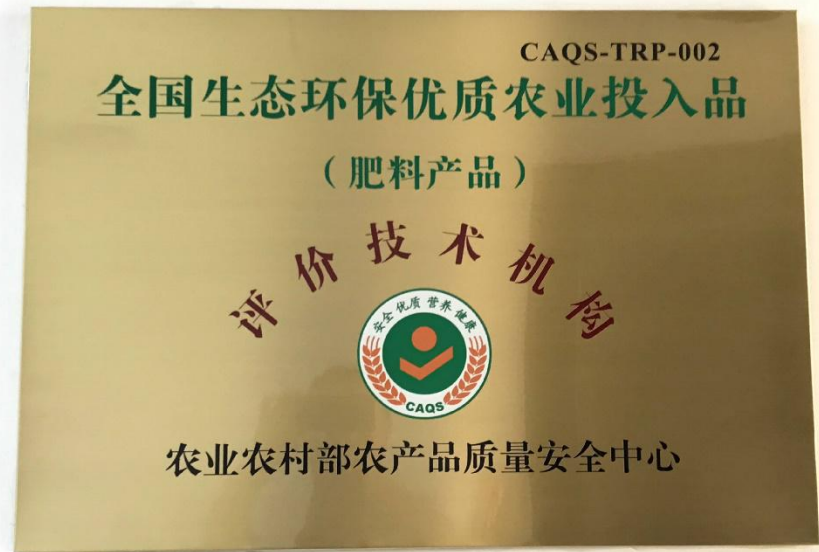 CAQS-TRP-002
全国生态环保优质农业投入品
（肥料产品）
评价技术机构
安全 优质 营养 健康
CAQS
农业农村部农产品质量安全中心